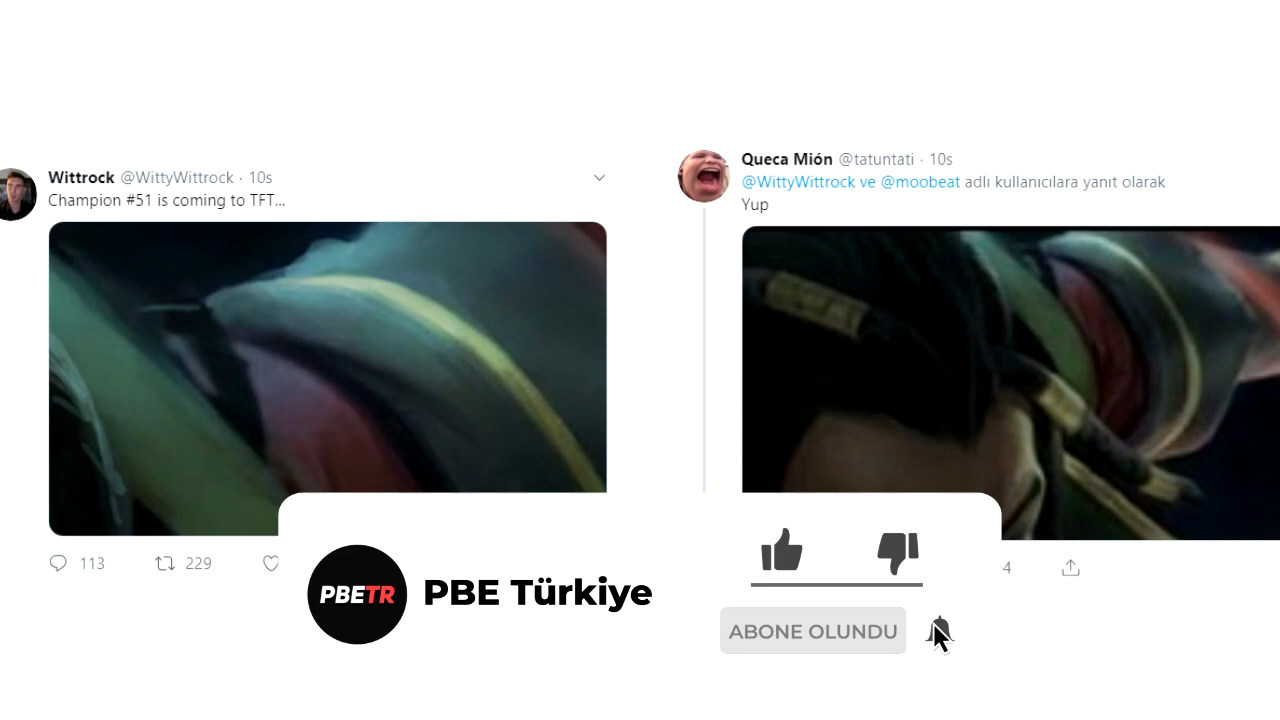 Wittrock @WittyWittrock · 10s
Champion #51 is coming to TFT...
113 229
Queca Mión @tatuntati · 10s
@WittyWittrock ve @moobeat adlı kullanıcılara yanıt olarak
Yup
4
PBETR PBE Türkiye
ABONE OLUNDU